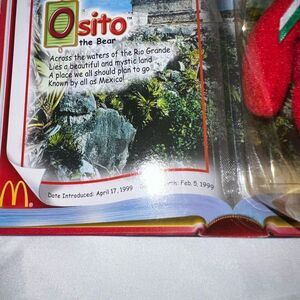 Osito™
the Bear
Across the waters of the Rio Grande
Lies a beautiful and mystic land
A place we all should plan to go
Known by all as Mexico!
Date Introduced: April 17, 1999 Feb. 5, 1999